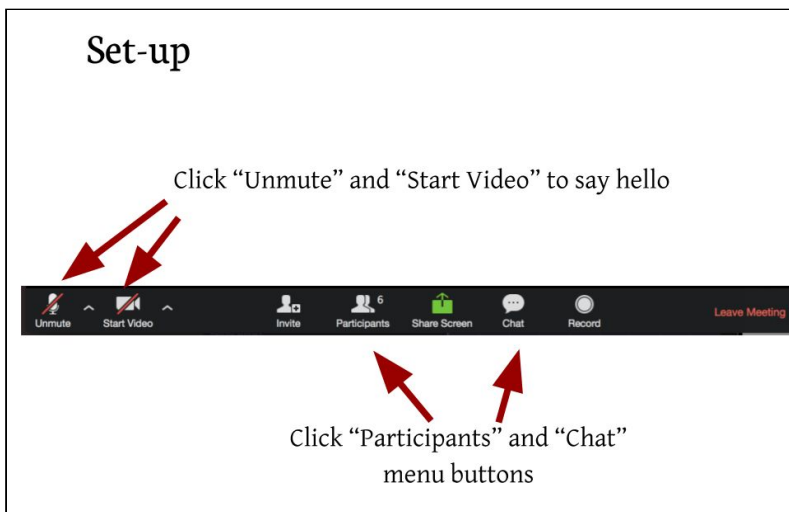 Set-up
Click “Unmute” and “Start Video” to say hello
6
Unmute
Start Video
Invite
Participants
Share Screen
Chat
Record
Leave Meeting
Click “Participants” and “Chat”
menu buttons